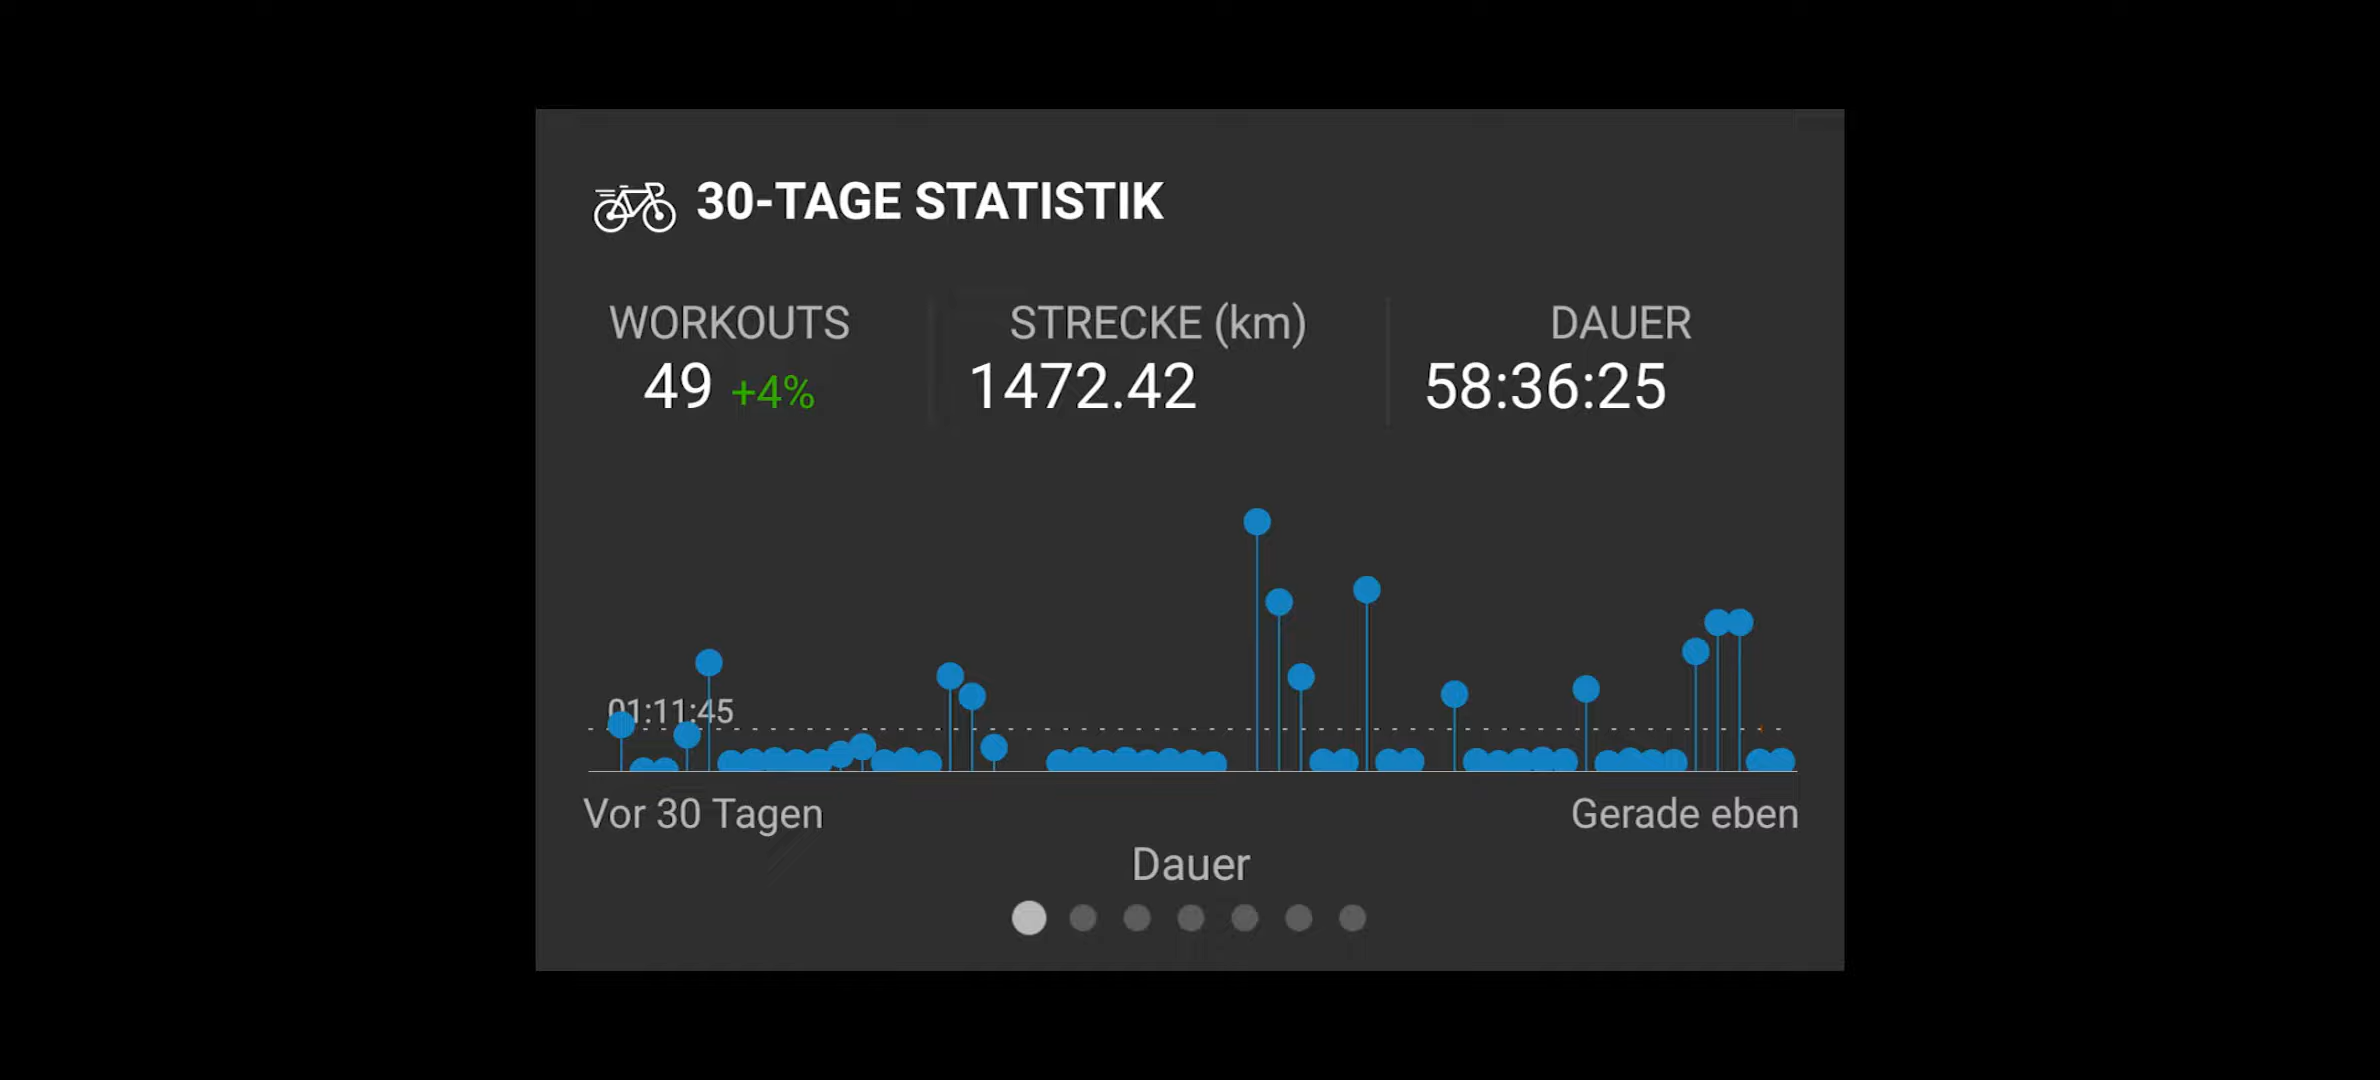 30-TAGE STATISTIK
WORKOUTS STRECKE (km) DAUER
49 +4% 1472.42 58:36:25
01:11:45
Vor 30 Tagen Gerade eben
Dauer